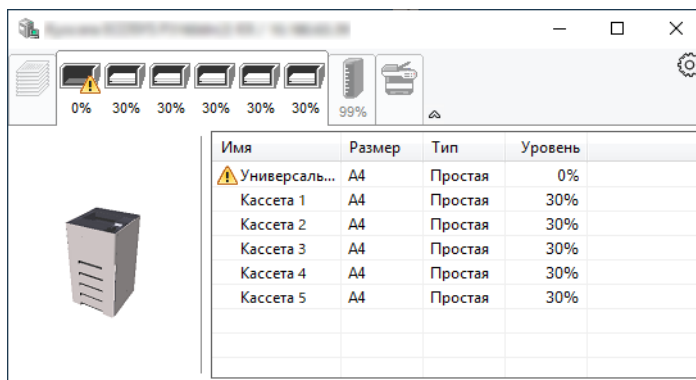 0% 30% 30% 30% 30% 30% 99%
Имя Размер Тип Уровень
Универсаль... A4 Простая 0%
Кассета 1 A4 Простая 30%
Кассета 2 A4 Простая 30%
Кассета 3 A4 Простая 30%
Кассета 4 A4 Простая 30%
Кассета 5 A4 Простая 30%